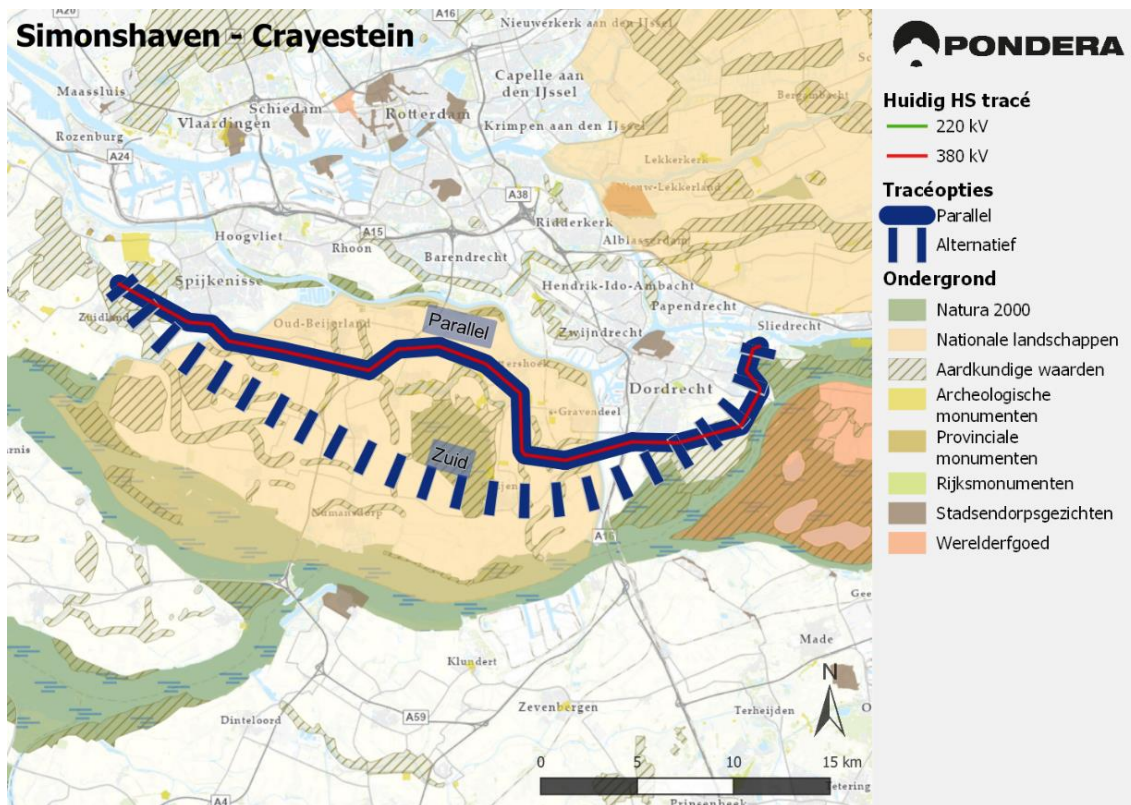 Simonshaven - Crayestein
A20
Nieuwerkerk aan den IJssel
Maassluis
Capelle aan
den IJssel
Schiedam
Vlaardingen
Rotterdam
Bergambacht
Krimpen aan den IJssel
Rozenburg
A24
Lekkerkerk
Nieuw-Lekkerland
A38
A15
Ridderkerk
Hoogvliet
Rhoon
Alblasserdam
Barendrecht
Spijkenisse
Hendrik-Ido-Ambacht
Papendrecht
Zuidland
Oud-Beijerland
Parallel
Zwijndrecht
Sliedrecht
Dordrecht
s-Gravendeel
Zuid
Numansdorp
A16
Klundert
Made
N
Dinteloord
A59
Zevenbergen
Terheijden
A4
Prinsenbeek
0 5 10 15 km
PONDERA
Huidig HS tracé
220 kV
380 kV
Tracéopties
Parallel
Alternatief
Ondergrond
Natura 2000
Nationale landschappen
Aardkundige waarden
Archeologische
monumenten
Provinciale
monumenten
Rijksmonumenten
Stadsendorpsgezichten
Werelderfgoed